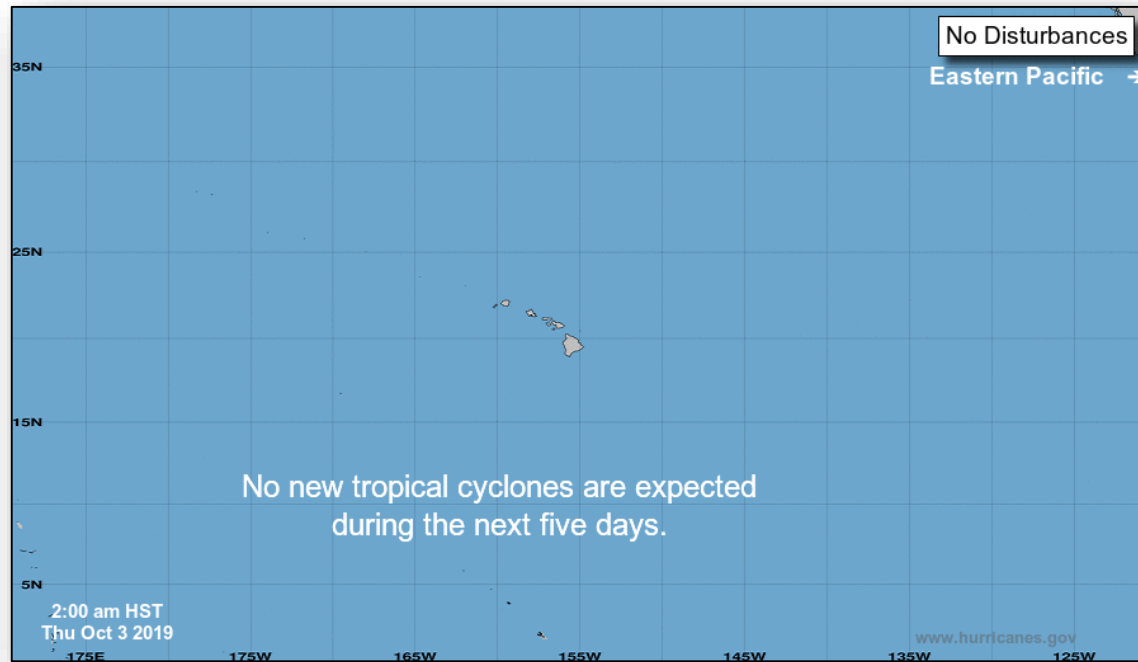 No Disturbances
35N
Eastern Pacific →
25N
15N
No new tropical cyclones are expected
during the next five days.
5N
2:00 am HST
Thu Oct 3 2019
www.hurricanes.gov
175E 175W 165W 155W 145W 135W 125W